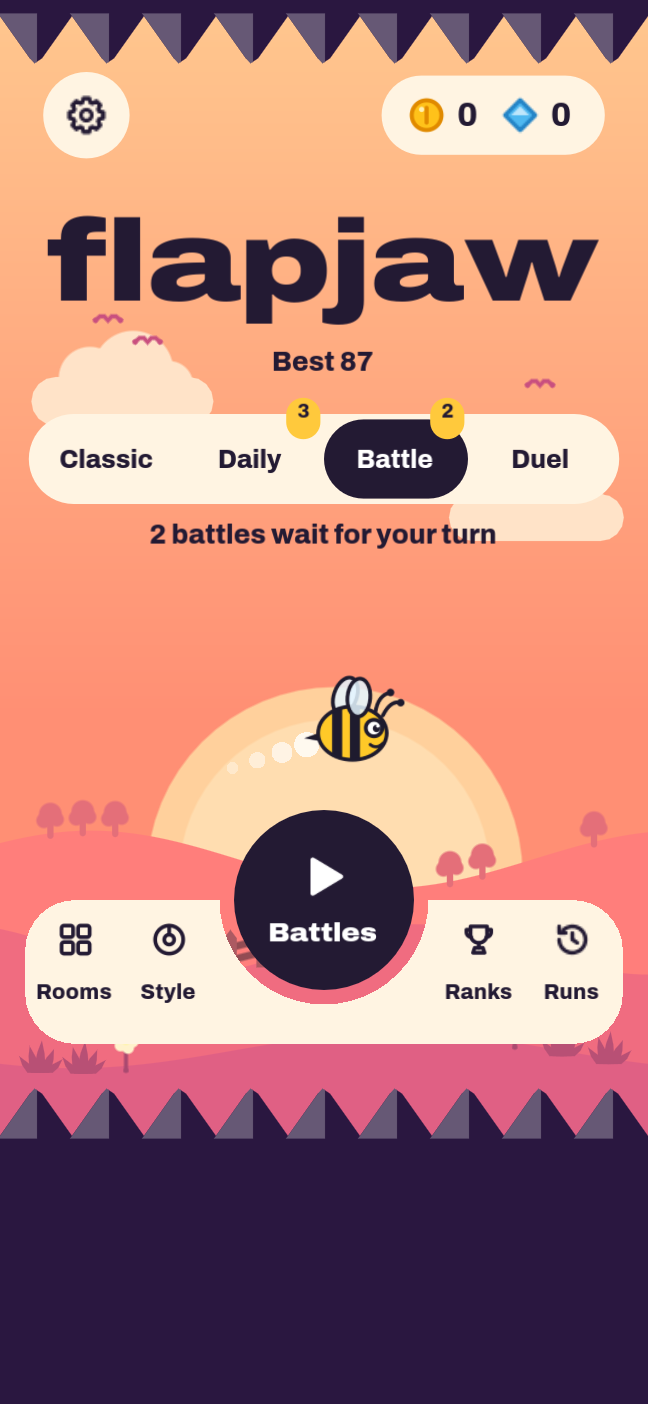 0 0
flapjaw
Best 87
3 2
Classic Daily Battle Duel
2 battles wait for your turn
Battles
Rooms Style Ranks Runs